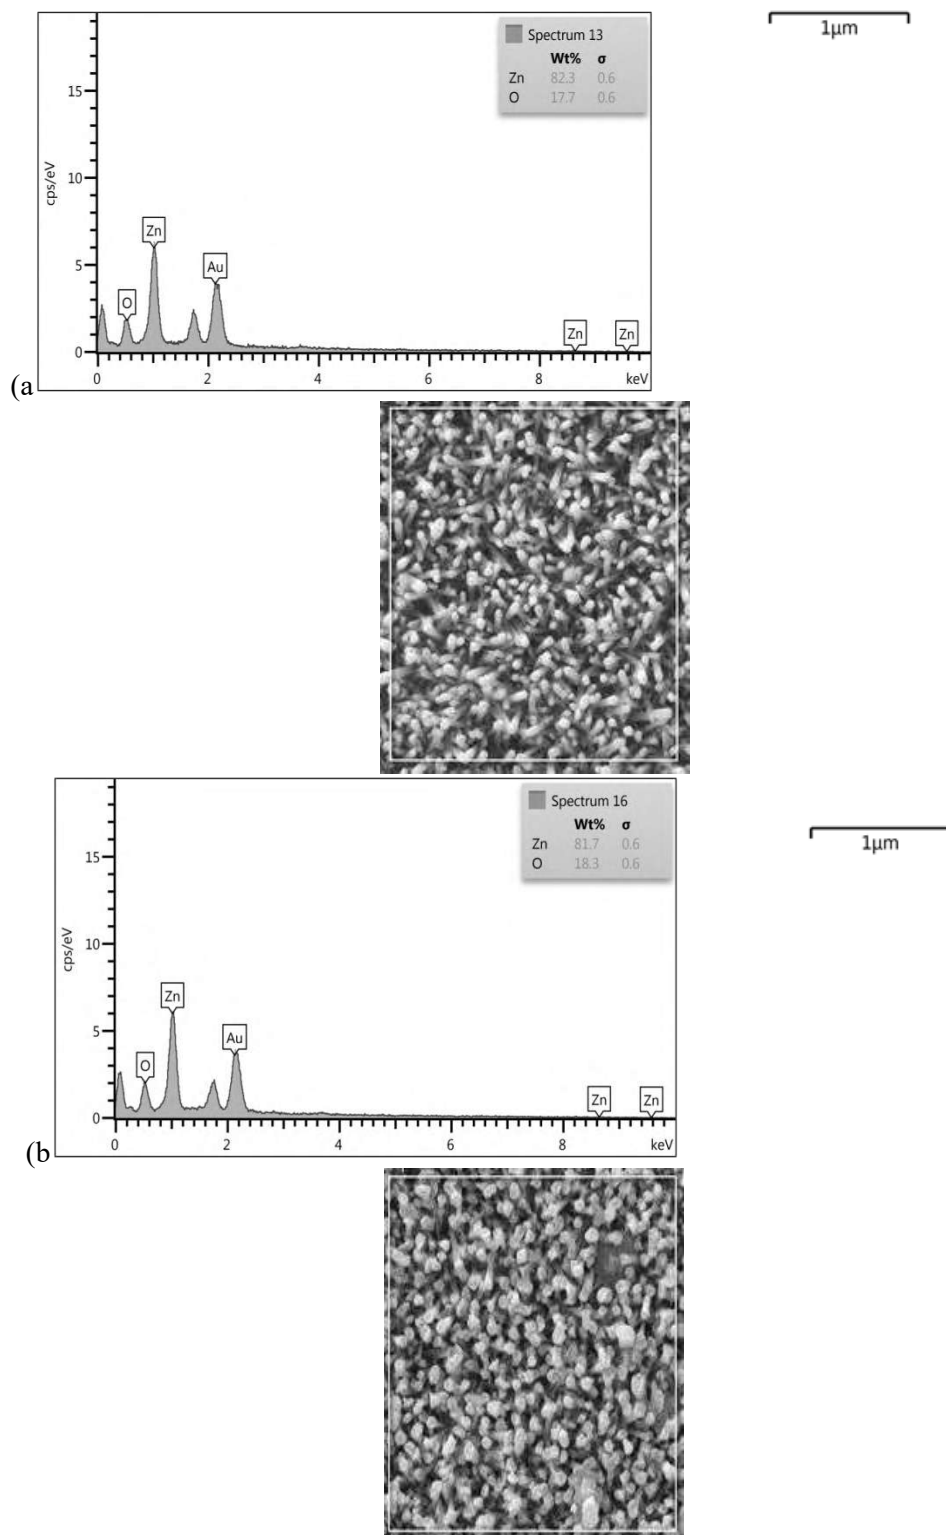 Spectrum 13
Wt% σ
Zn 82.3 0.6
O 17.7 0.6
1µm
15
10
5
0
cps/eV
Zn
Au
O
Zn Zn
0 2 4 6 8 keV
(a
Spectrum 16
Wt% σ
Zn 81.7 0.6
O 18.3 0.6
1µm
15
10
5
0
cps/eV
Zn
Au
O
Zn Zn
0 2 4 6 8 keV
(b